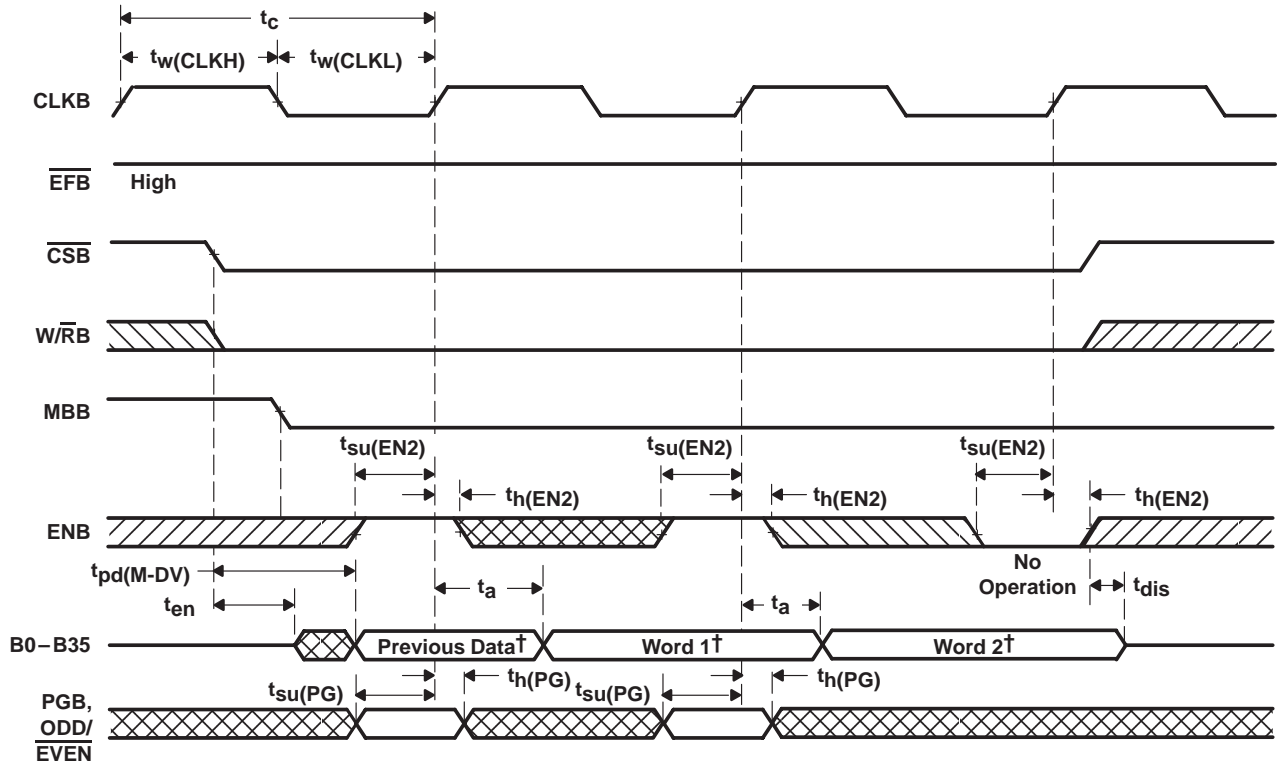 tc
tw(CLKH)
tw(CLKL)
CLKB
EFB
High
CSB
W/RB
MBB
tsu(EN2)
tsu(EN2)
tsu(EN2)
th(EN2)
th(EN2)
th(EN2)
ENB
No
Operation
tpd(M-DV)
ta
ta
tdis
ten
B0–B35
Previous Data†
Word 1†
Word 2†
tsu(PG)
th(PG)
tsu(PG)
th(PG)
PGB,
ODD/
EVEN